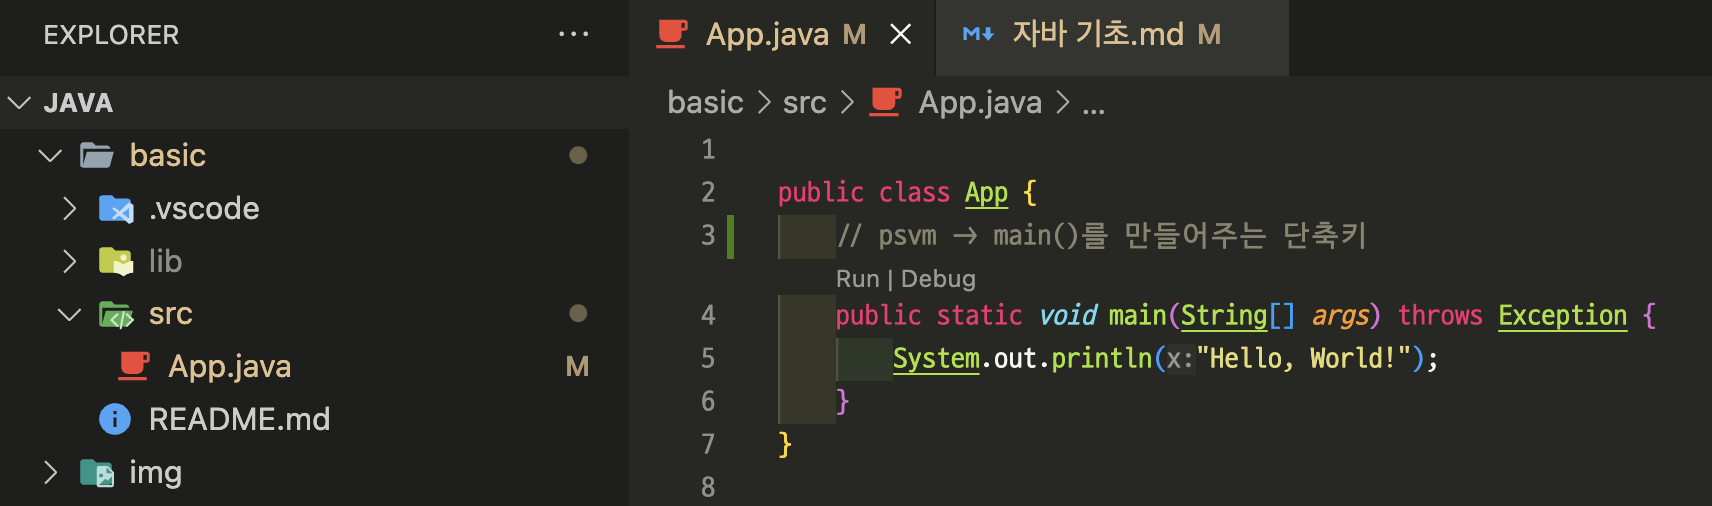 EXPLORER ...
JAVA
basic
.vscode
lib
src
App.java M
README.md
img
App.java M
자바 기초.md M
basic > src > App.java > ...
1
2 public class App {
3 // psvm -> main()를 만들어주는 단축키
Run | Debug
4 public static void main(String[] args) throws Exception {
5 System.out.println(x:"Hello, World!");
6 }
7 }
8